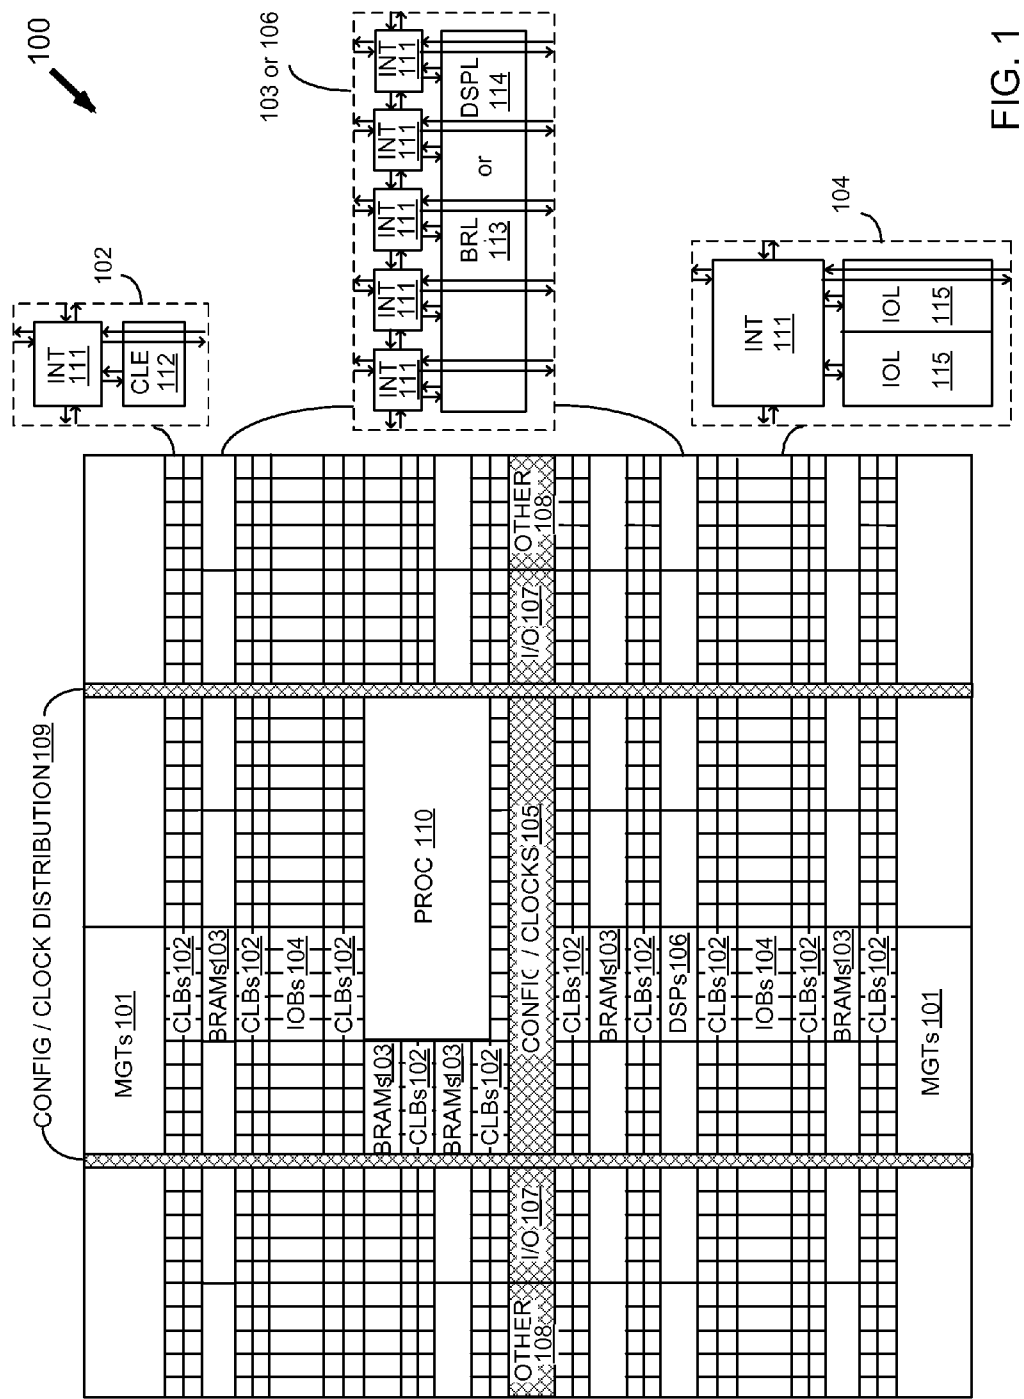 FIG. 1
100
CONFIG / CLOCK DISTRIBUTION 109
MGTs 101
CLBs 102
BRAMs 103
CLBs 102
IOBs 104
CLBs 102
BRAMs 103
CLBs 102
BRAMs 103
CLBs 102
PROC 110
OTHER 108
I/O 107
CONFIG / CLOCKS 105
I/O 107
OTHER 108
CLBs 102
BRAMs 103
CLBs 102
DSPs 106
CLBs 102
IOBs 104
CLBs 102
BRAMs 103
CLBs 102
MGTs 101
102
INT 111
CLE 112
103 or 106
INT 111
INT 111
INT 111
INT 111
INT 111
BRL 113
or
DSPL 114
104
INT 111
IOL 115
IOL 115